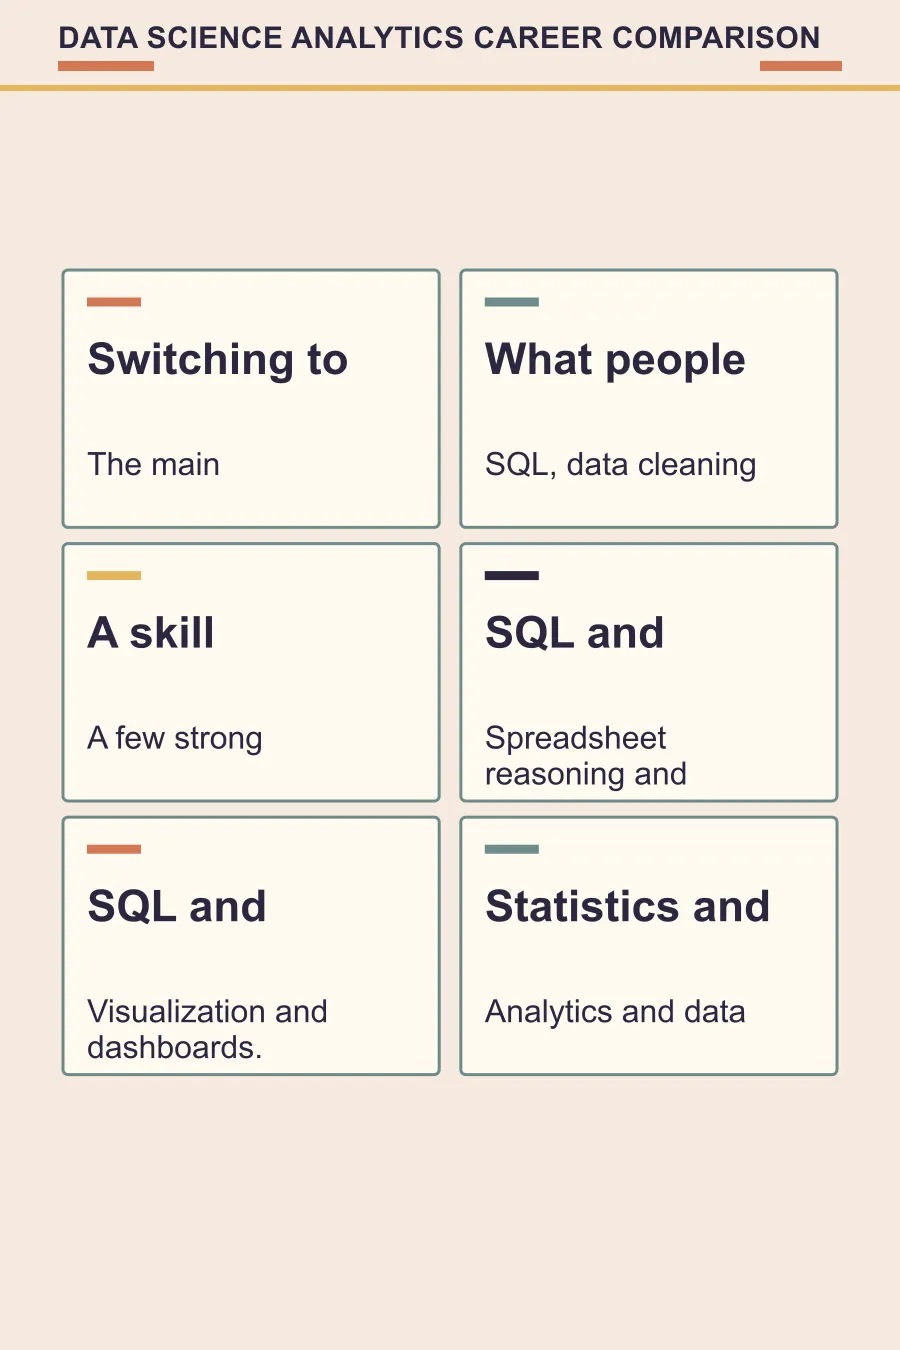 DATA SCIENCE ANALYTICS CAREER COMPARISON
Switching to
The main
What people
SQL, data cleaning
A skill
A few strong
SQL and
Spreadsheet
reasoning and
SQL and
Visualization and
dashboards.
Statistics and
Analytics and data